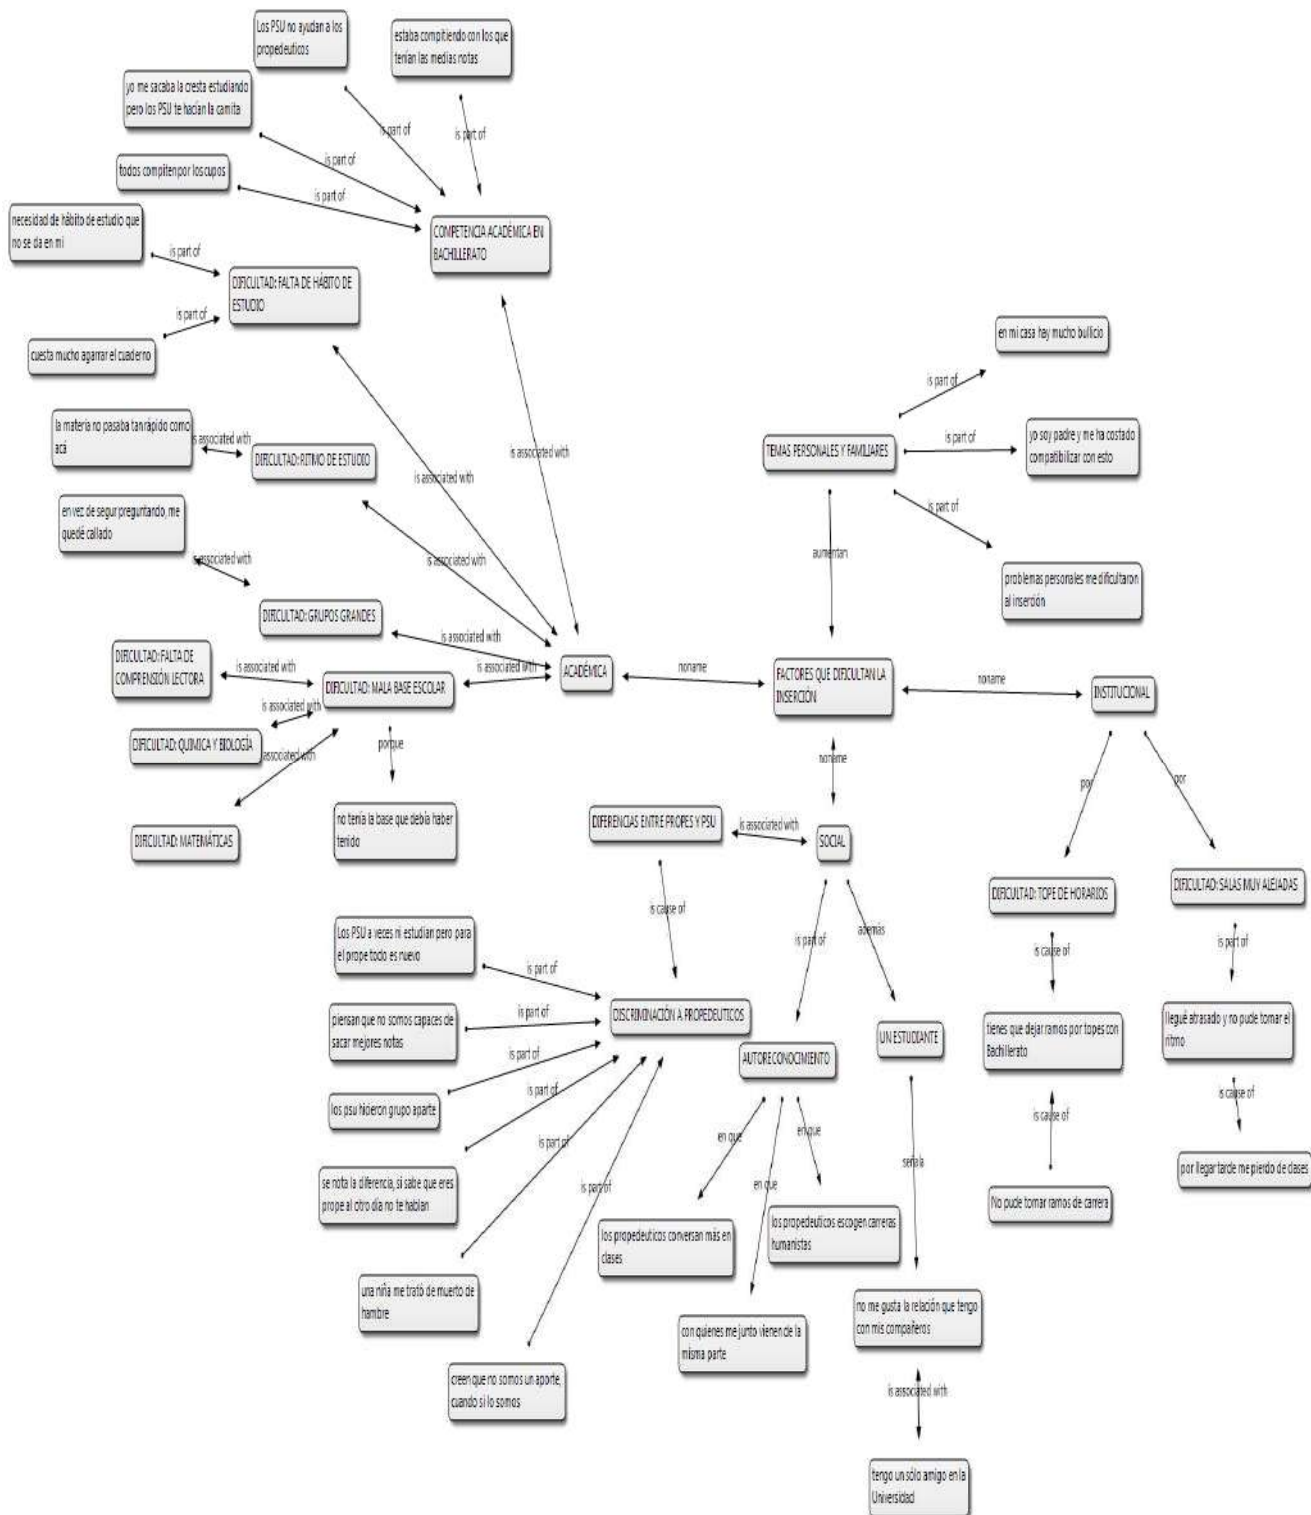 Los PSU no ayudan a los
propedeuticos
estaba compitiendo con los que
tenían las medias notas
yo me sacaba la cresta estudiando
pero los PSU te hacían la camita
is part of
is part of
is part of
todos compiten por los cupos
is part of
necesidad de hábito de estudio que
no se da en mi
COMPETENCIA ACADÉMICA EN
BACHILLERATO
is part of
DIFICULTAD: FALTA DE HÁBITO DE
ESTUDIO
is part of
cuesta mucho agarrar el cuaderno
en mi casa hay mucho bullicio
is part of
la materia no pasaba tan rápido como
acá
is associated with
DIFICULTAD: RITMO DE ESTUDIO
is associated with
is associated with
is associated with
TEMAS PERSONALES Y FAMILIARES
is part of
yo soy padre y me ha costado
compatibilizar con esto
is part of
en vez de segur preguntando, me
quedé callado
is associated with
aumentan
problemas personales me dificultaron
al inserción
DIFICULTAD: GRUPOS GRANDES
is associated with
DIFICULTAD: FALTA DE
COMPRENSIÓN LECTORA
is associated with
DIFICULTAD: MALA BASE ESCOLAR
is associated with
ACADÉMICA
noname
FACTORES QUE DIFICULTAN LA
INSERCIÓN
noname
INSTITUCIONAL
is associated with
DIFICULTAD: QUIMICA Y BIOLOGÍA
associated with
porque
noname
por
por
DIFICULTAD: MATEMÁTICAS
no tenía la base que debía haber
tenido
DIFERENCIAS ENTRE PROPES Y PSU
is associated with
SOCIAL
DIFICULTAD: TOPE DE HORARIOS
DIFICULTAD: SALAS MUY ALEJADAS
is cause of
is part of
además
is cause of
is part of
Los PSU a veces ni estudian pero para
el prope todo es nuevo
is part of
piensan que no somos capaces de
sacar mejores notas
is part of
DISCRIMINACIÓN A PROPEDEUTICOS
AUTORECONOCIMIENTO
UN ESTUDIANTE
tienes que dejar ramos por topes con
Bachillerato
llegué atrasado y no pude tomar el
ritmo
is part of
los psu hicieron grupo aparte
is part of
is part of
is part of
en que
en que
en que
señala
is cause of
is cause of
se nota la diferencia, si sabe que eres
prope al otro día no te hablan
No pude tomar ramos de carrera
por llegar tarde me pierdo de clases
los propedeuticos conversan más en
clases
los propedeuticos escogen carreras
humanistas
una niña me trató de muerto de
hambre
con quienes me junto vienen de la
misma parte
no me gusta la relación que tengo
con mis compañeros
creen que no somos un aporte,
cuando si lo somos
is associated with
tengo un sólo amigo en la
Universidad